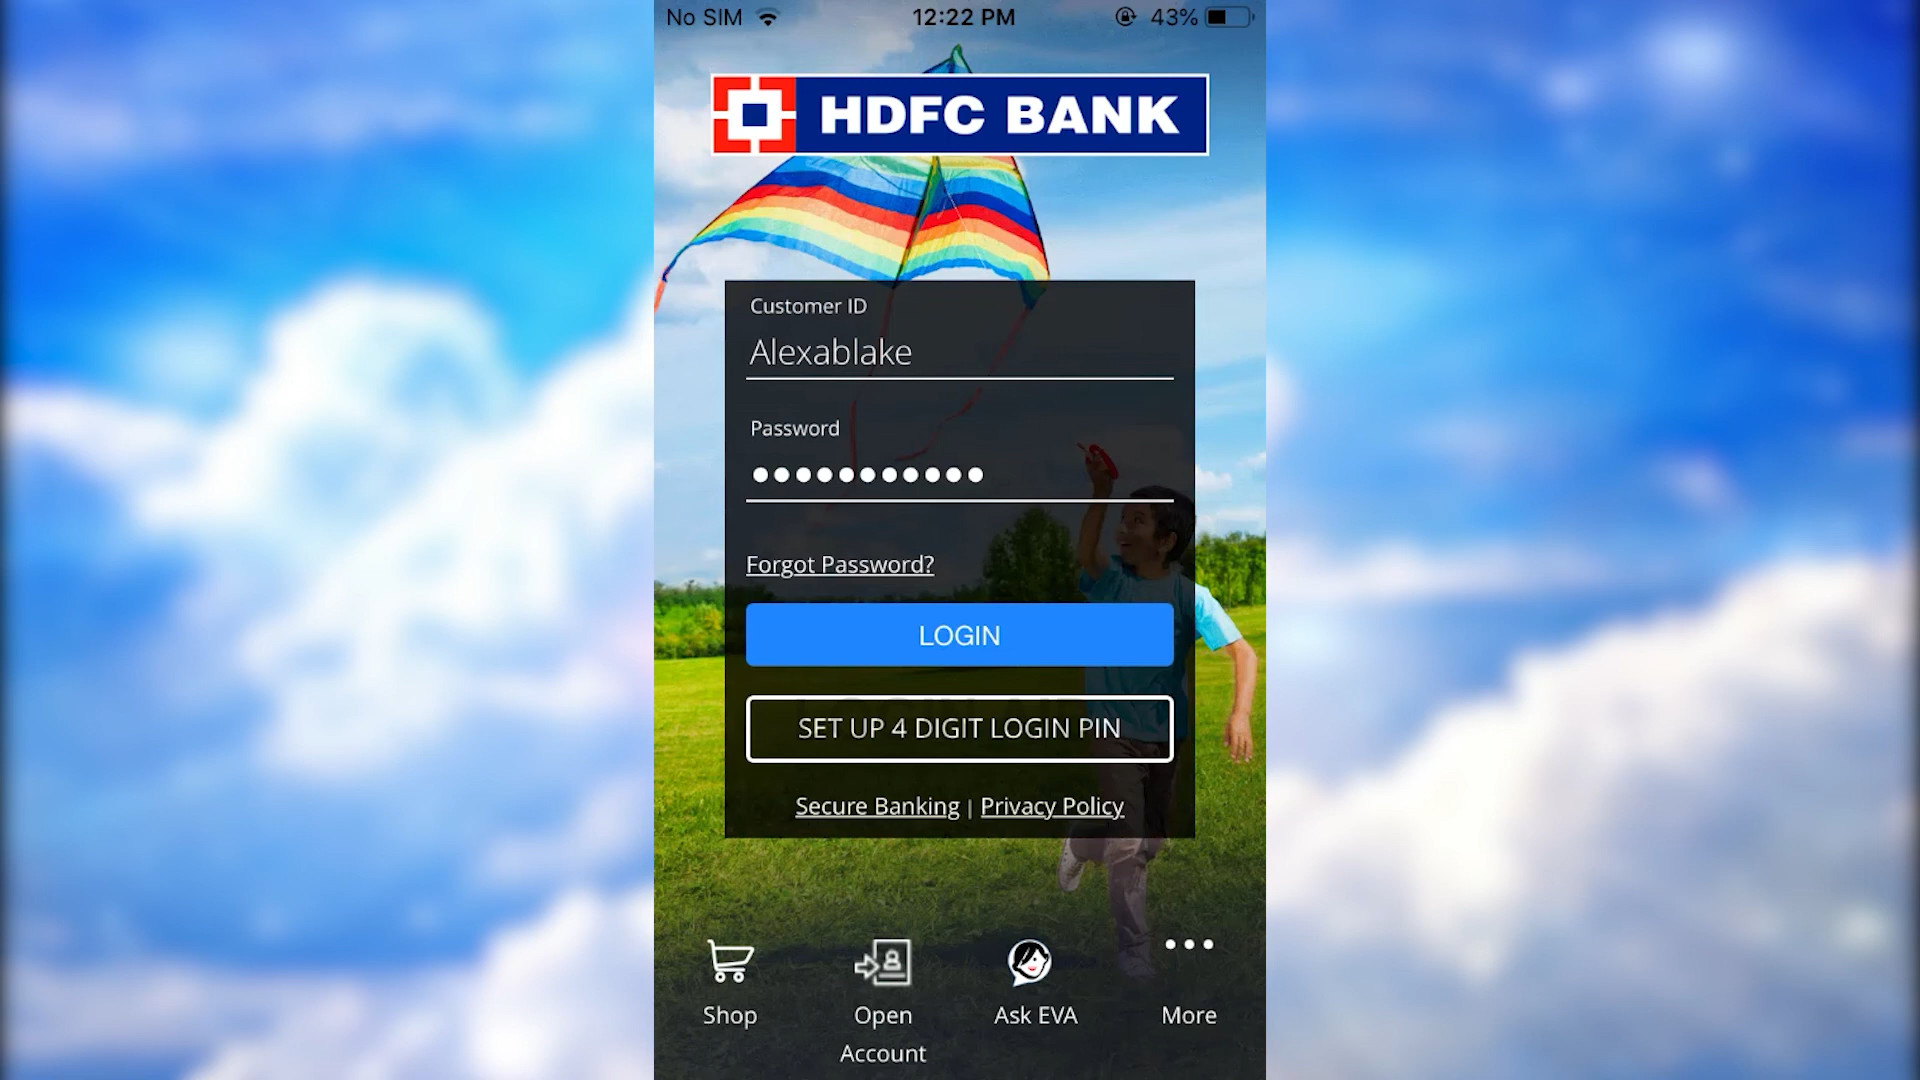 No SIM 12:22 PM 43%
HDFC BANK
Customer ID
Alexablake
Password
Forgot Password?
LOGIN
SET UP 4 DIGIT LOGIN PIN
Secure Banking | Privacy Policy
Shop Open Account Ask EVA More